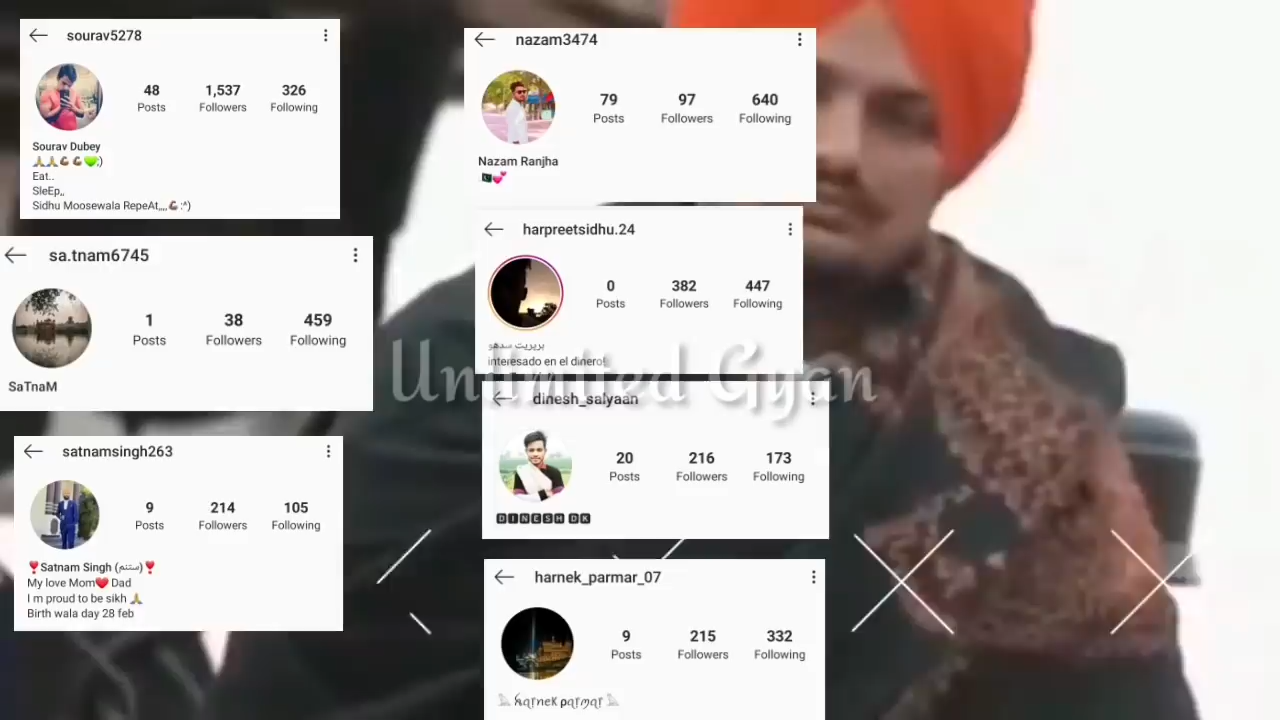 sourav5278
48 1,537 326
Posts Followers Following
Sourav Dubey
🙏🙏💪🏾💪🏾💚:)
Eat..
SleEp,,
Sidhu Moosewala RepeAt,,,,💪🏾:^)
sa.tnam6745
1 38 459
Posts Followers Following
SaTnaM
satnamsingh263
9 214 105
Posts Followers Following
❣️Satnam Singh (ستنم)❣️
My love Mom❤️ Dad
I m proud to be sikh 🙏
Birth wala day 28 feb
nazam3474
79 97 640
Posts Followers Following
Nazam Ranjha
🇵🇰💕
harpreetsidhu.24
0 382 447
Posts Followers Following
سدھو
interesado en el dinero!
Unlimited Gyan
dinesh_salyaan
20 216 173
Posts Followers Following
🅳🅸🅽🅴🆂🅷 🅳🅺
harnek_parmar_07
9 215 332
Posts Followers Following
harneK parmar